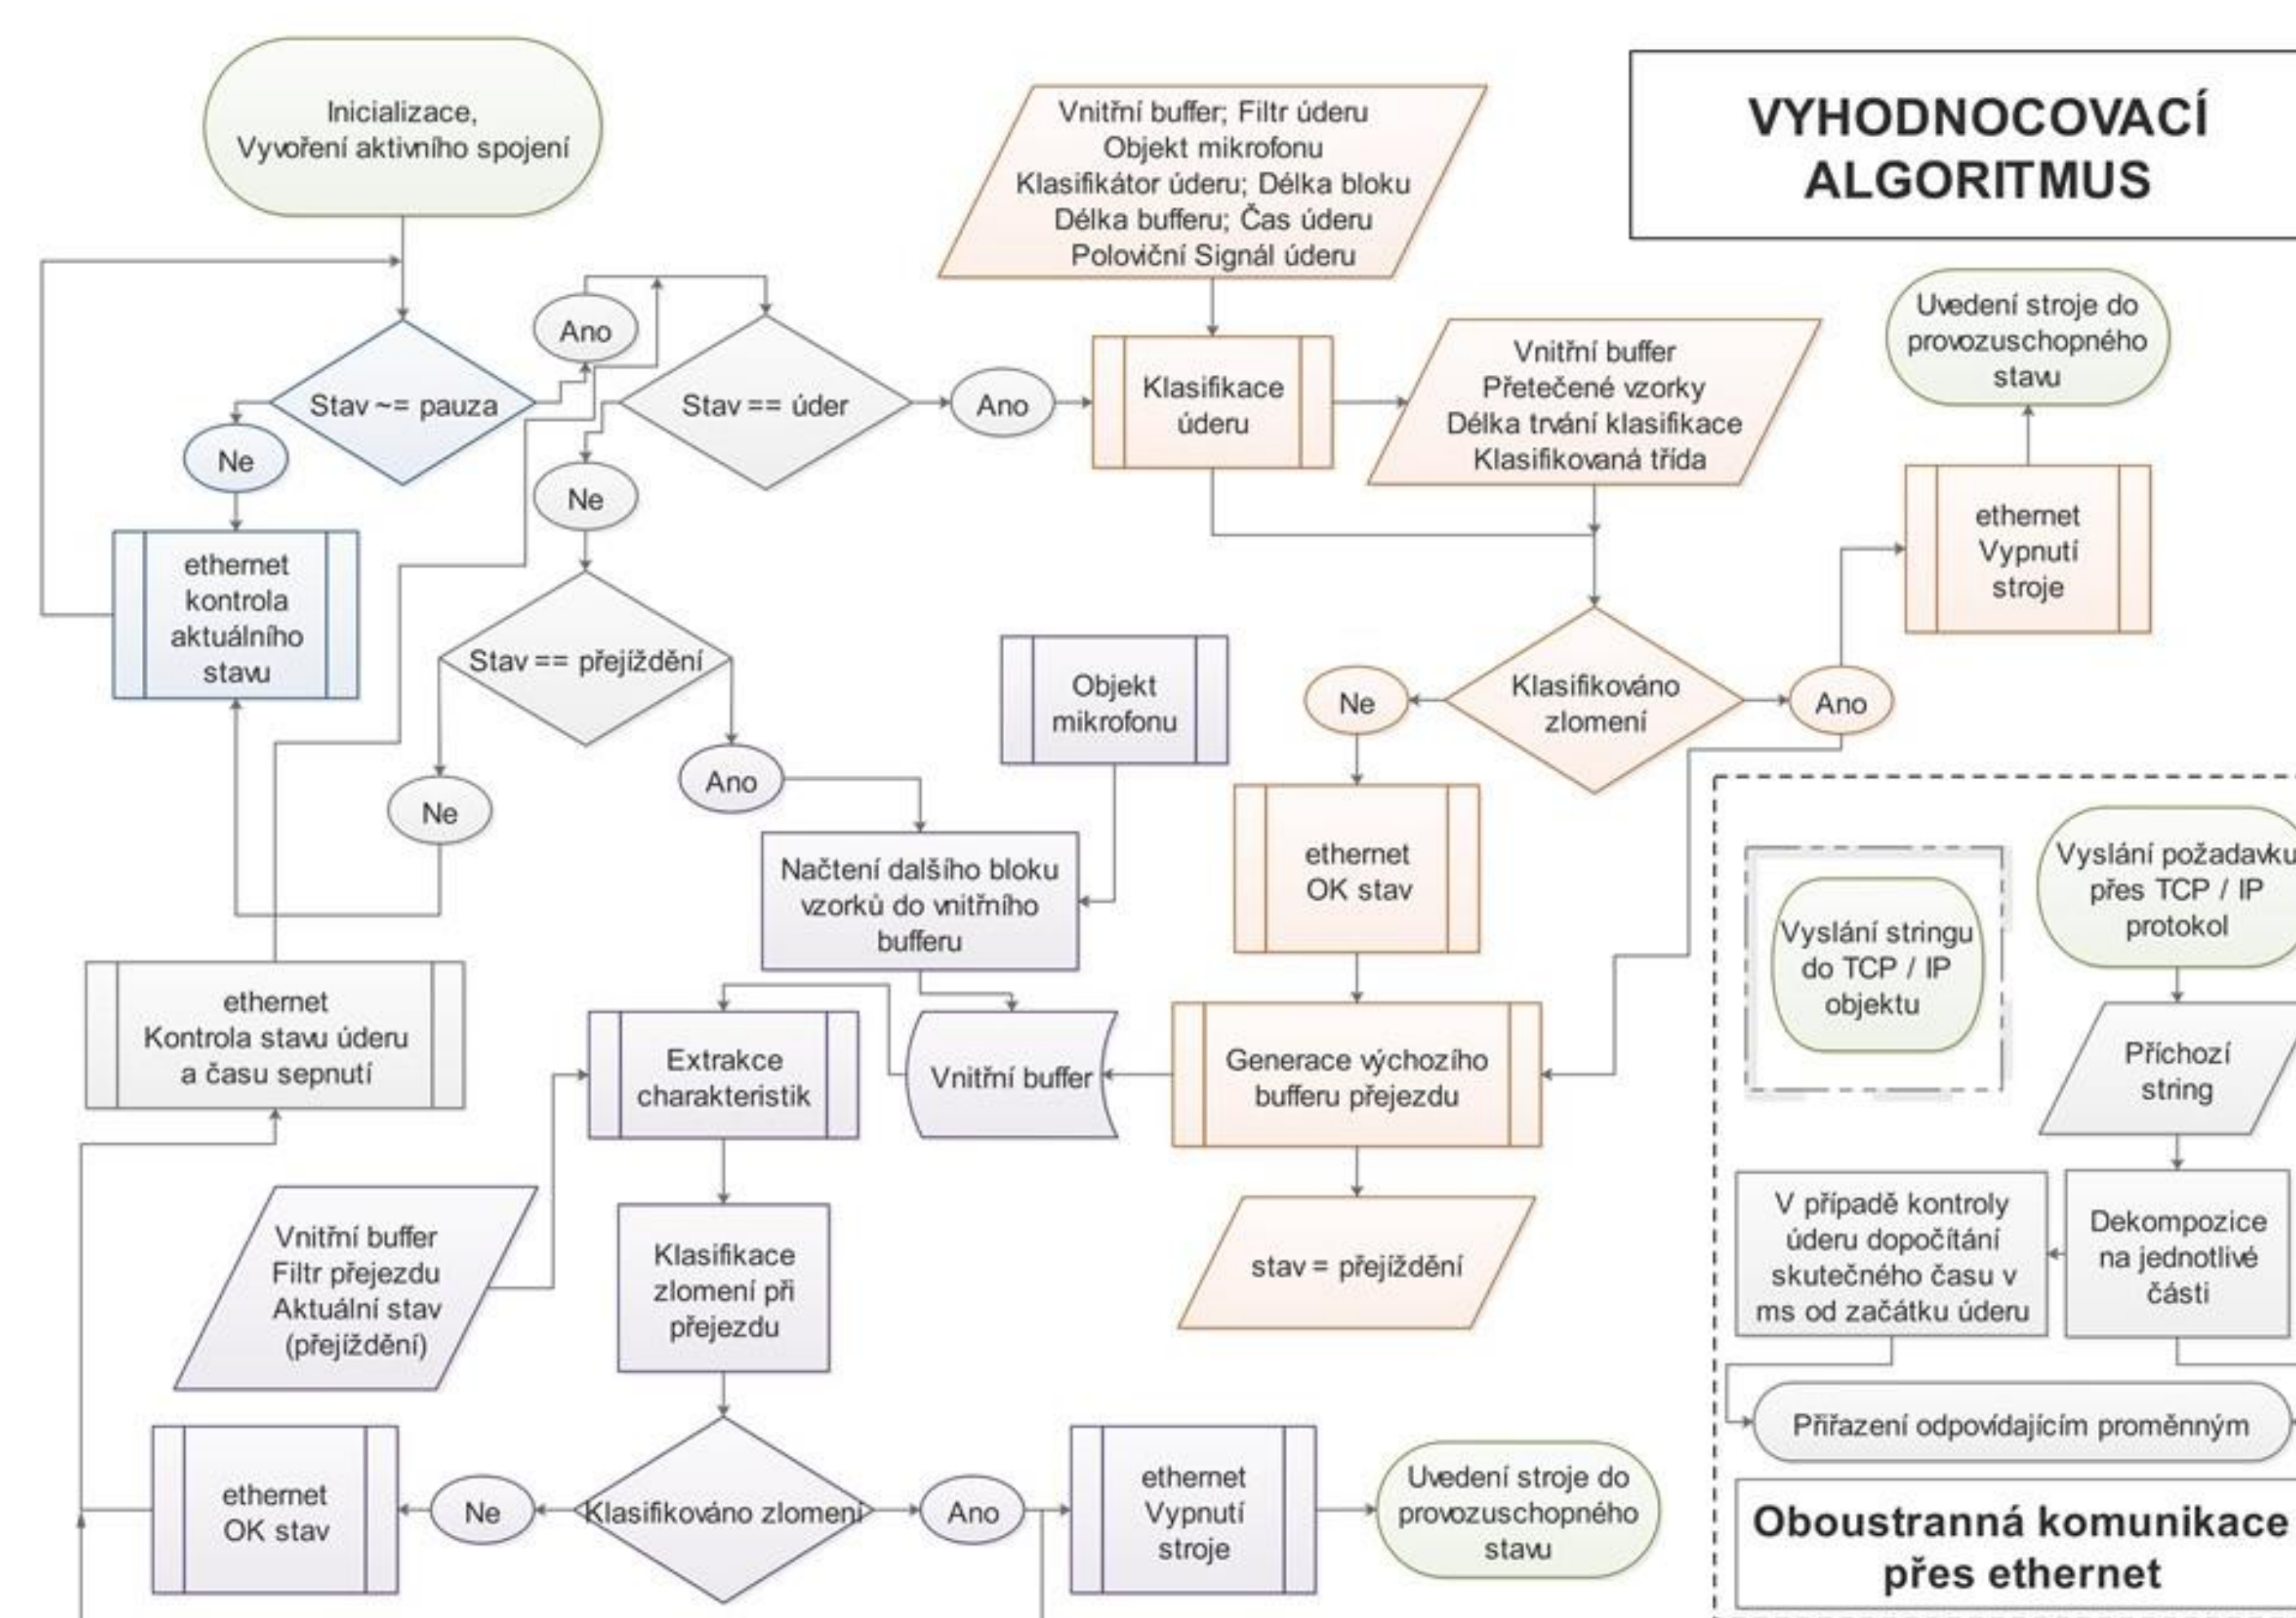 Inicializace,
Vyvoření aktivního spojení
Vnitřní buffer; Filtr úderu
Objekt mikrofonu
Klasifikátor úderu; Délka bloku
Délka bufferu; Čas úderu
Poloviční Signál úderu
VYHODNOCOVACÍ
ALGORITMUS
Uvedení stroje do
provozuschopného
stavu
Ano
Stav ~= pauza
Stav == úder
Ano
Klasifikace
úderu
Vnitřní buffer
Přetečené vzorky
Délka trvání klasifikace
Klasifikovaná třída
Ne
Ne
ethernet
kontrola
aktuálního
stavu
ethernet
Vypnutí
stroje
Stav == přejíždění
Objekt
mikrofonu
Ne
Klasifikováno
zlomení
Ano
Ano
Ne
Načtení dalšího bloku
vzorků do vnitřního
bufferu
ethernet
OK stav
Vyslání stringu
do TCP / IP
objektu
Vyslání požadavku
přes TCP / IP
protokol
ethernet
Kontrola stavu úderu
a času sepnutí
Extrakce
charakteristik
Vnitřní buffer
Generace výchozího
bufferu přejezdu
Příchozí
string
Vnitřní buffer
Filtr přejezdu
Aktuální stav
(přejíždění)
Klasifikace
zlomení při
přejezdu
stav = přejíždění
V případě kontroly
úderu dopočítání
skutečného času v
ms od začátku úderu
Dekompozice
na jednotlivé
části
Přiřazení odpovídajícím proměnným
ethernet
OK stav
Ne
Klasifikováno zlomení
Ano
ethernet
Vypnutí
stroje
Uvedení stroje do
provozuschopného
stavu
Oboustranná komunikace
přes ethernet